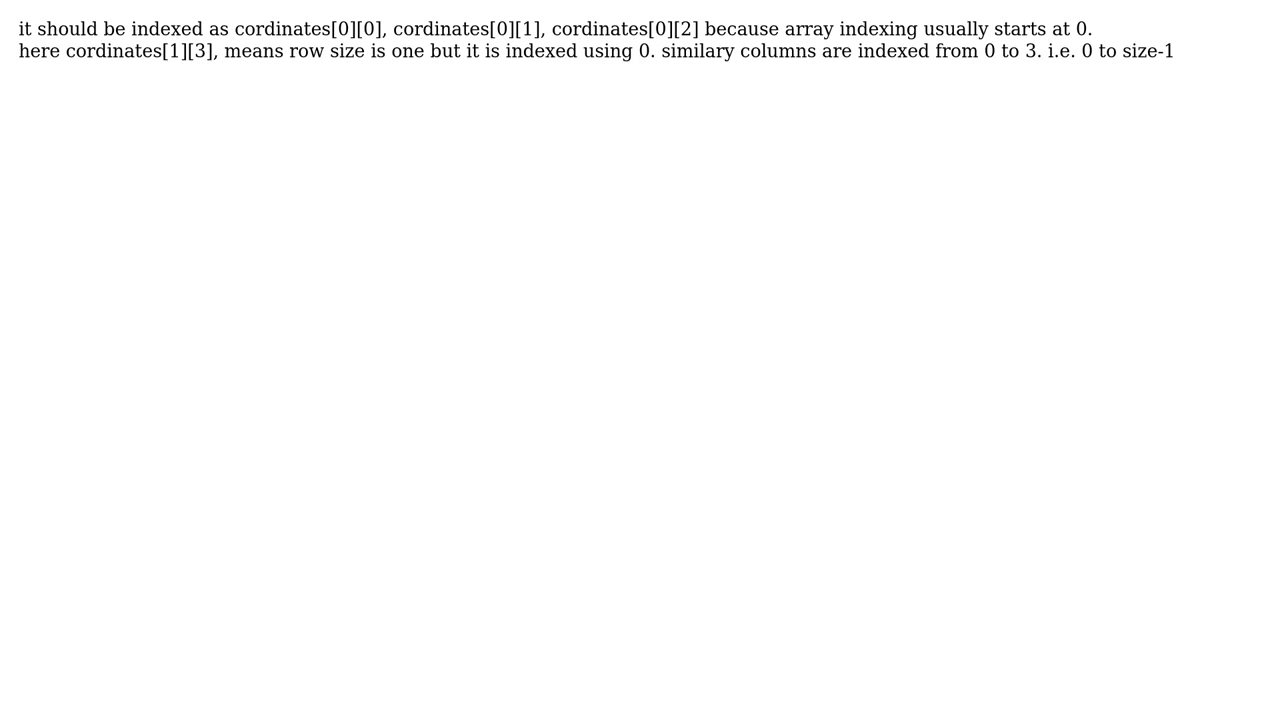 it should be indexed as cordinates[0][0], cordinates[0][1], cordinates[0][2] because array indexing usually starts at 0.
here cordinates[1][3], means row size is one but it is indexed using 0. similary columns are indexed from 0 to 3. i.e. 0 to size-1